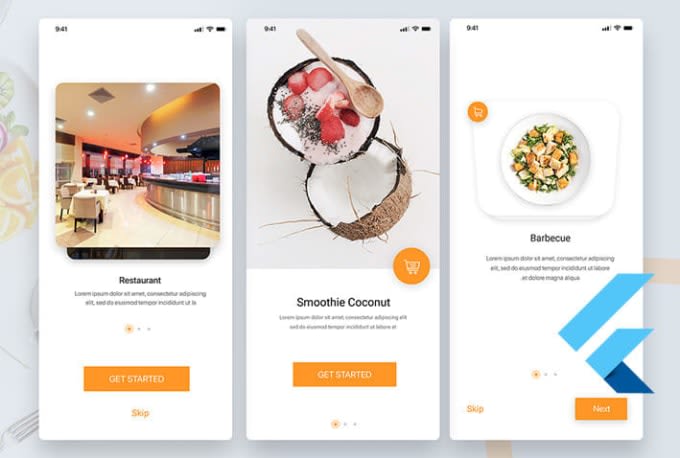 9:41
Restaurant
Lorem ipsum dolor sit amet, consectetur adipiscing
elit, sed do eiusmod tempor incididunt ut ls
GET STARTED
Skip
9:41
Smoothie Coconut
Lorem ipsum dolor sit amet, consectetur adipiscing elit, sed do
eiusmod tempor incididunt ut labore et
GET STARTED
9:41
Barbecue
Lorem ipsum dolor sit amet, consectetur adipiscing
elit, sed do eiusmod tempor incididunt ut labore
et dolore magna aliqua
Skip
Next